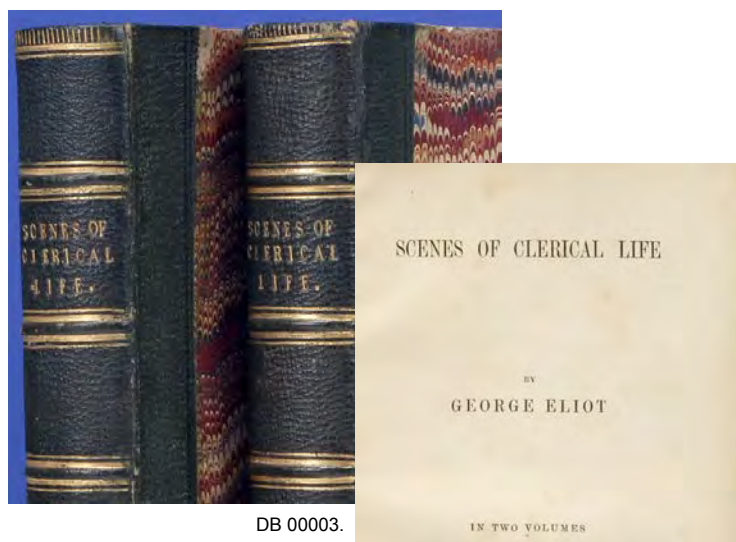 SCENES OF
CLERICAL
LIFE.
SCENES OF
CLERICAL
LIFE.
SCENES OF CLERICAL LIFE
BY
GEORGE ELIOT
IN TWO VOLUMES
DB 00003.